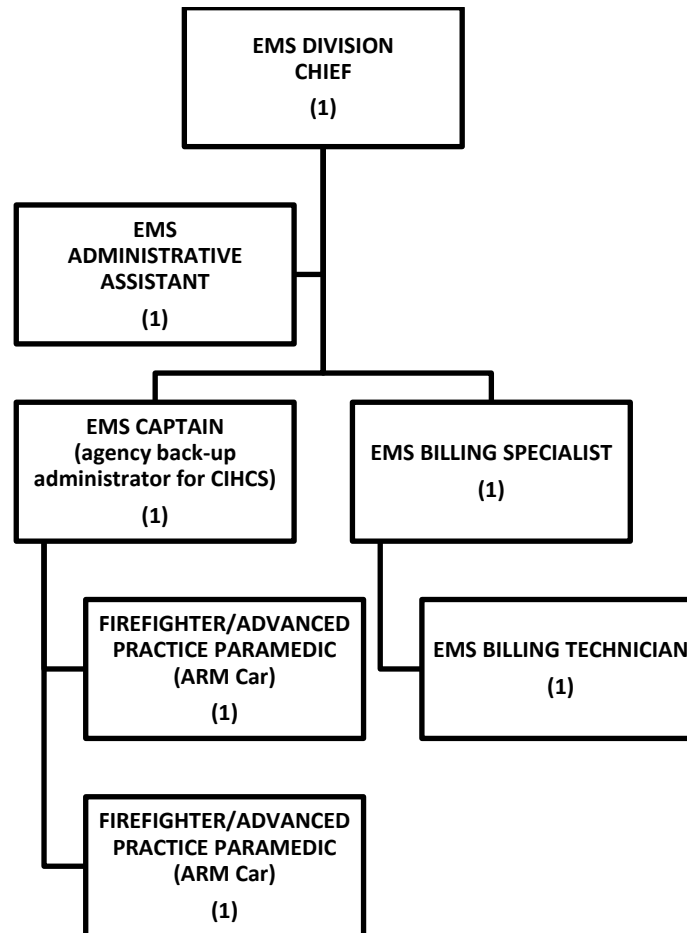 EMS DIVISION
CHIEF
(1)
EMS
ADMINISTRATIVE
ASSISTANT
(1)
EMS CAPTAIN
(agency back-up
administrator for CIHCS)
(1)
EMS BILLING SPECIALIST
(1)
FIREFIGHTER/ADVANCED
PRACTICE PARAMEDIC
(ARM Car)
(1)
EMS BILLING TECHNICIAN
(1)
FIREFIGHTER/ADVANCED
PRACTICE PARAMEDIC
(ARM Car)
(1)